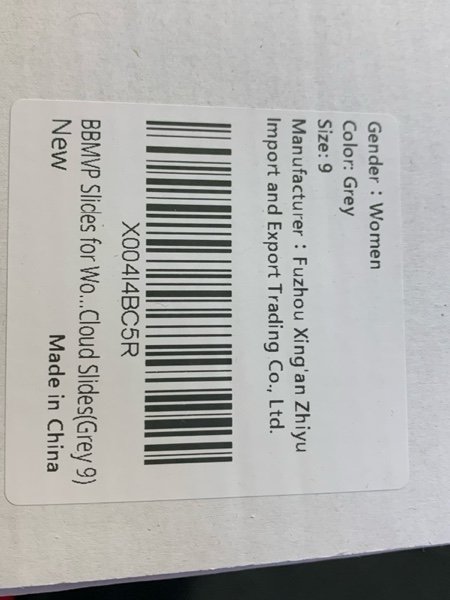 Gender : Women
Color: Grey
Size: 9
Manufacturer : Fuzhou Xing'an Zhiyu
Import and Export Trading Co., Ltd.
X004I4BC5R
BBMVP Slides for Wo...Cloud Slides(Grey 9)
New
Made in China